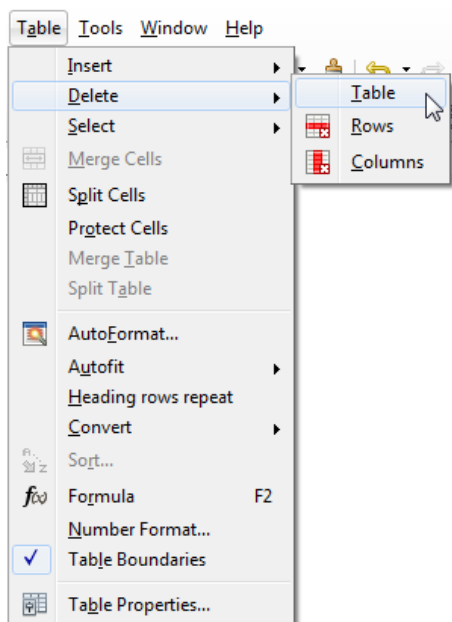 Table Tools Window Help
Insert
Delete
Table
Select
Rows
Merge Cells
Columns
Split Cells
Protect Cells
Merge Table
Split Table
AutoFormat...
Autofit
Heading rows repeat
Convert
Sort...
Formula F2
Number Format...
Table Boundaries
Table Properties...